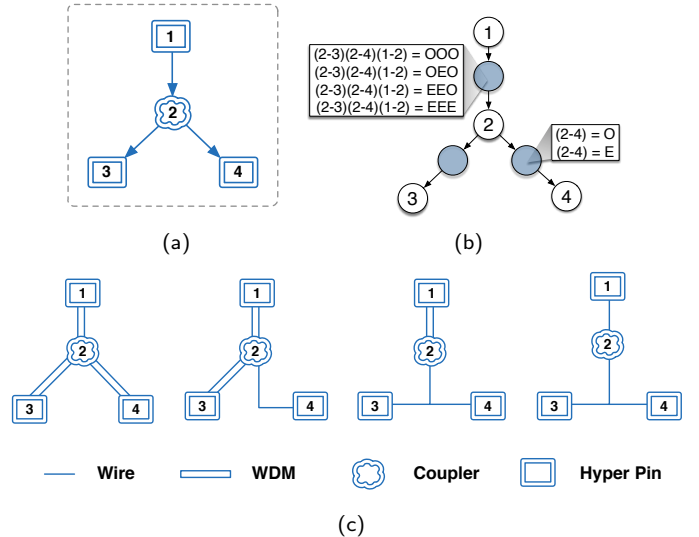 1
2
3
4
(a)
(2-3)(2-4)(1-2) = OOO
(2-3)(2-4)(1-2) = OEO
(2-3)(2-4)(1-2) = EEO
(2-3)(2-4)(1-2) = EEE
1
2
(2-4) = O
(2-4) = E
3
4
(b)
1
2
3
4
1
2
3
4
1
2
3
4
1
2
3
4
Wire
WDM
Coupler
Hyper Pin
(c)